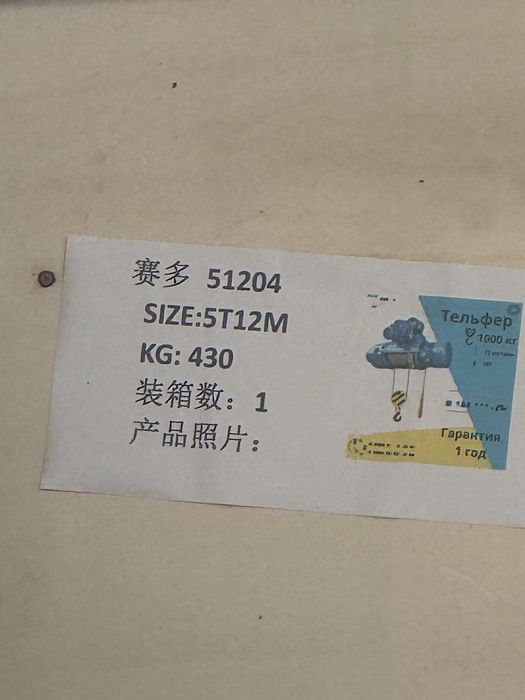 赛多 51204
SIZE:5T12M
KG: 430
装箱数：1
产品照片：
Тельфер
1000 кг
Гарантия
1 год